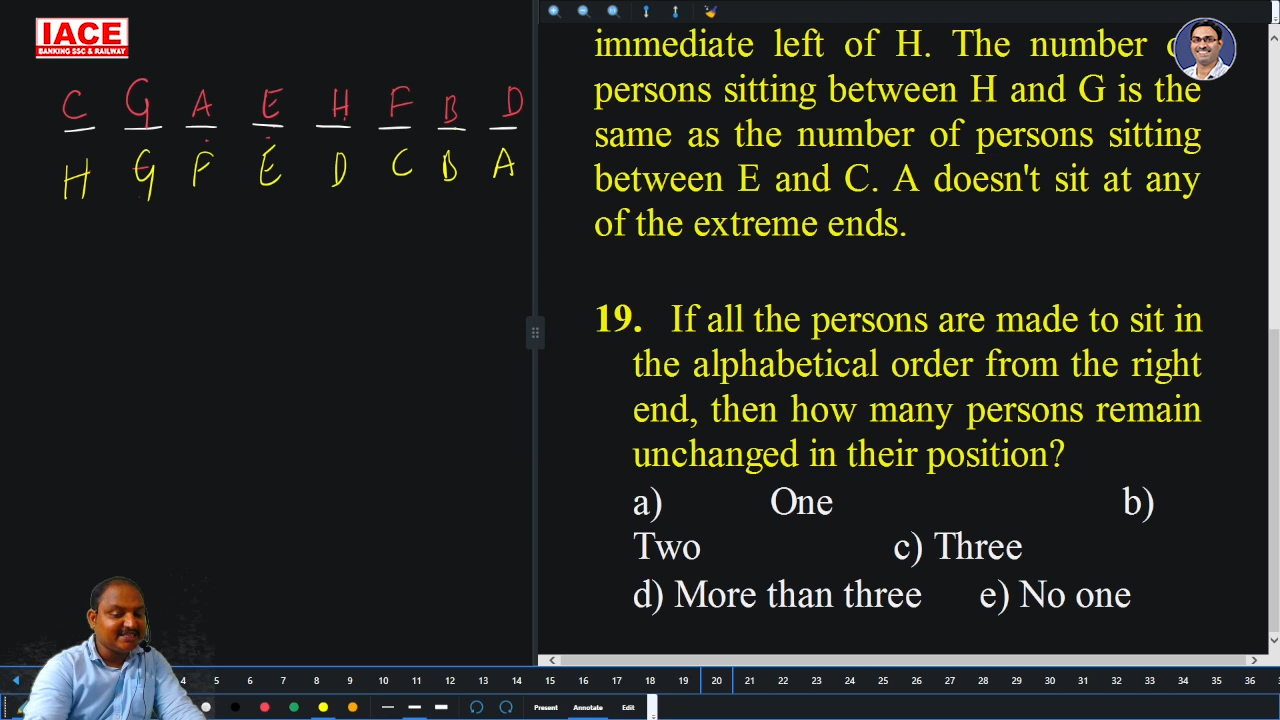 IACE
BANKING SSC & RAILWAY
C G A E H F B D
H G F E D C B A
immediate left of H. The number
persons sitting between H and G is the
same as the number of persons sitting
between E and C. A doesn't sit at any
of the extreme ends.
19. If all the persons are made to sit in
the alphabetical order from the right
end, then how many persons remain
unchanged in their position?
a) One b)
Two c) Three
d) More than three e) No one
4 5 6 7 8 9 10 11 12 13 14 15 16 17 18 19 20 21 22 23 24 25 26 27 28 29 30 31 32 33 34 35 36
Present Annotate Edit